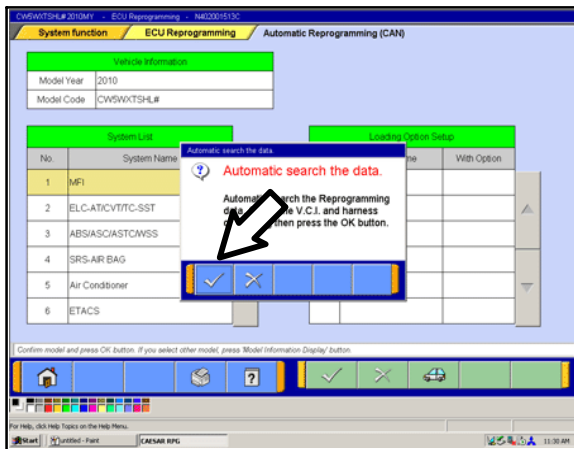 CW5WXTSHL# 2010MY - ECU Reprogramming - N402001513C
System function ECU Reprogramming Automatic Reprogramming (CAN)
Vehicle Information
Model Year 2010
Model Code CW5WXTSHL#
System List
Loading Option Setup
No. System Name
me With Option
1 MFI
2 ELC-AT/CVT/TC-SST
3 ABS/ASC/ASTC/WSS
4 SRS-AIR BAG
5 Air Conditioner
6 ETACS
Automatic search the data.
Automatic search the data.
Automatic search the Reprogramming
data. the V.C.I. and harness
then press the OK button.
Confirm model and press OK button. If you select other model, press 'Model Information Display' button.
?
For Help, click Help Topics on the Help Menu.
Start untitled - Paint CAESAR RPG 11:30 AM